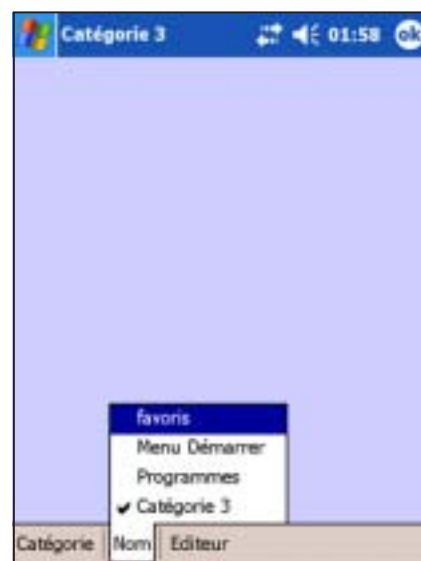 Catégorie 3 01:58 ok
favoris
Menu Démarrer
Programmes
Catégorie 3
Catégorie Nom Editeur